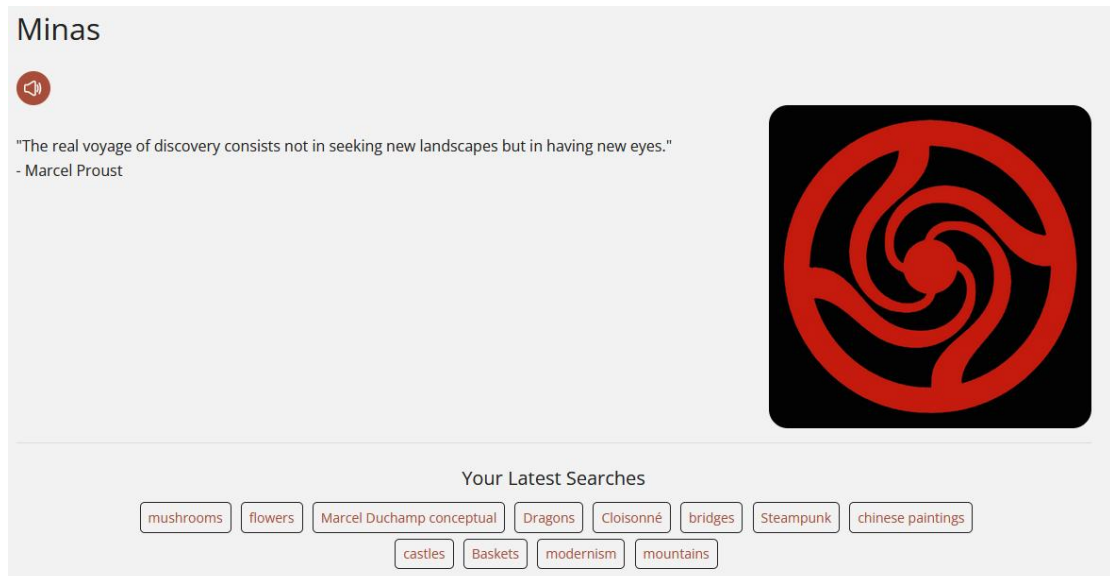 Minas
"The real voyage of discovery consists not in seeking new landscapes but in having new eyes."
- Marcel Proust
Your Latest Searches
mushrooms flowers Marcel Duchamp conceptual Dragons Cloisonné bridges Steampunk chinese paintings
castles Baskets modernism mountains